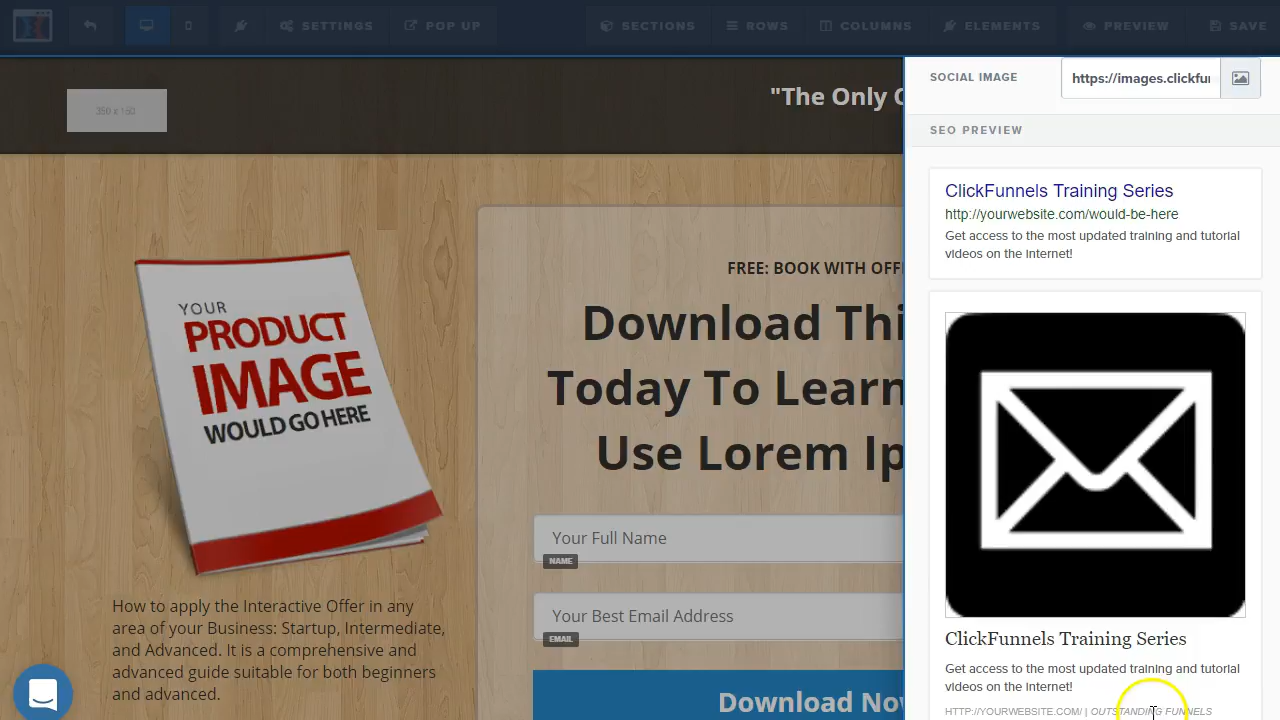 SETTINGS
POP UP
SECTIONS
ROWS
COLUMNS
ELEMENTS
PREVIEW
SAVE
350 x 150
"The Only O
YOUR
PRODUCT
IMAGE
WOULD GO HERE
How to apply the Interactive Offer in any
area of your Business: Startup, Intermediate,
and Advanced. It is a comprehensive and
advanced guide suitable for both beginners
and advanced.
FREE: BOOK WITH OFF
Download Thi
Today To Learn
Use Lorem Ip
Your Full Name
NAME
Your Best Email Address
EMAIL
Download Now
SOCIAL IMAGE
https://images.clickfu
SEO PREVIEW
ClickFunnels Training Series
http://yourwebsite.com/would-be-here
Get access to the most updated training and tutorial
videos on the internet!
ClickFunnels Training Series
Get access to the most updated training and tutorial
videos on the internet!
HTTP://YOURWEBSITE.COM/ | OUTSTANDING FUNNELS